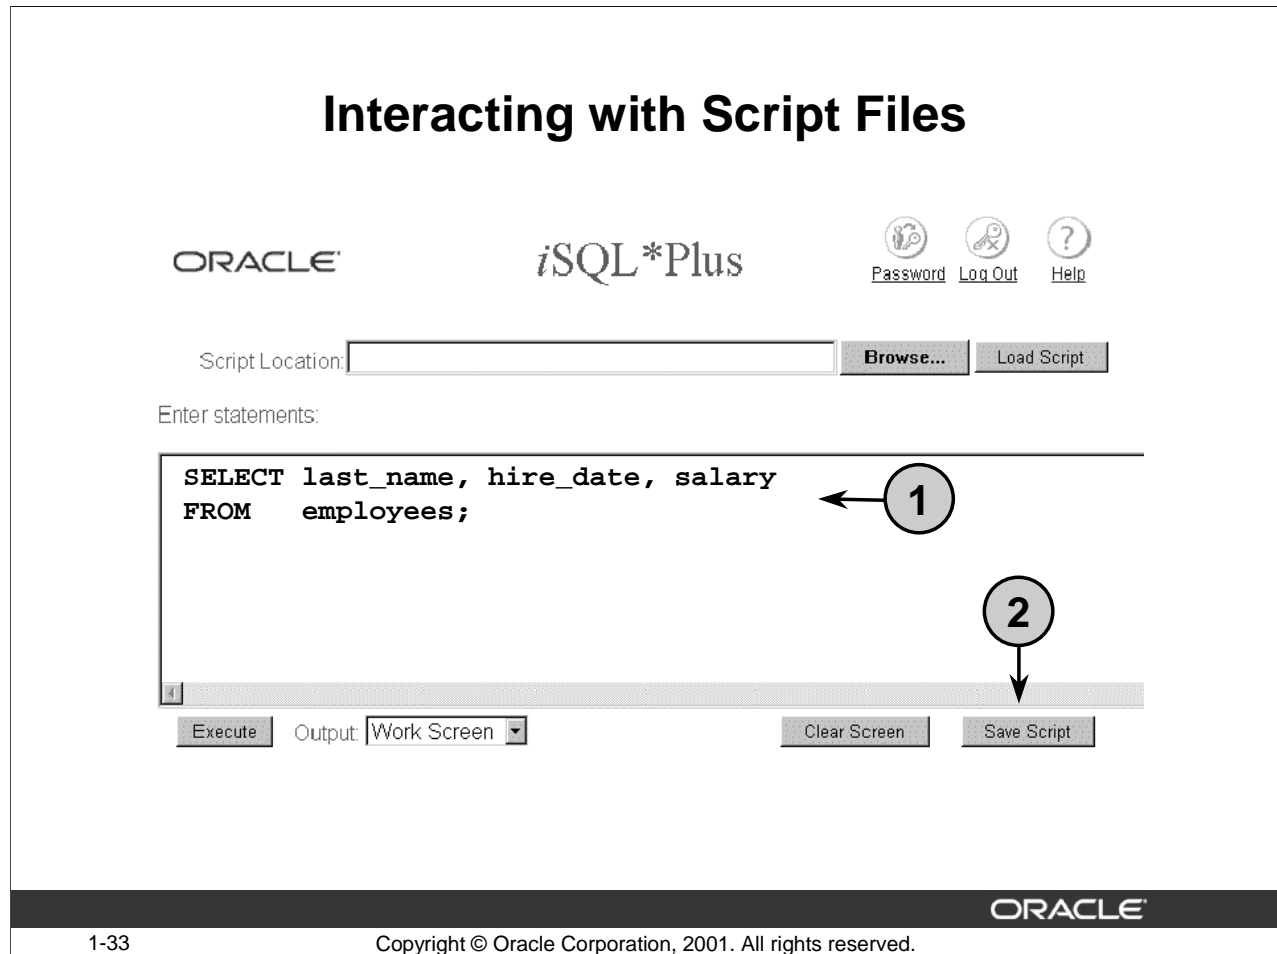 Interacting with Script Files
ORACLE®
iSQL*Plus
?
Password Log Out Help
Script Location: Browse... Load Script
Enter statements:
SELECT last_name, hire_date, salary
FROM employees;
1
2
Execute Output: Work Screen Clear Screen Save Script
ORACLE®
1-33 Copyright © Oracle Corporation, 2001. All rights reserved.